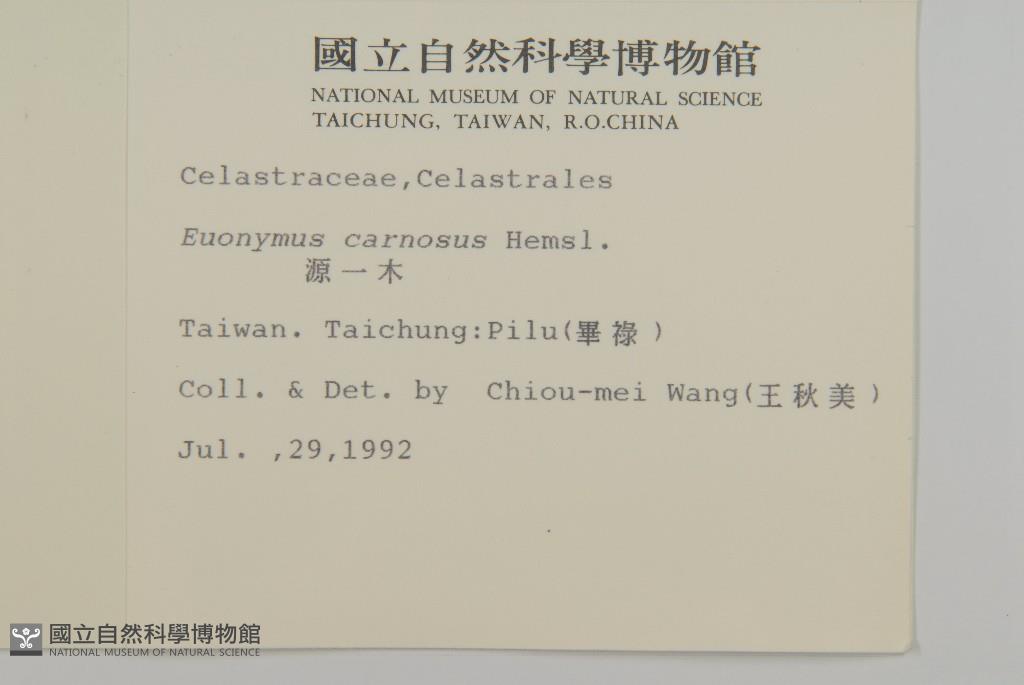 國立自然科學博物館
NATIONAL MUSEUM OF NATURAL SCIENCE
TAICHUNG, TAIWAN, R.O.CHINA
Celastraceae,Celastrales
Euonymus carnosus Hemsl.
源一木
Taiwan. Taichung:Pilu(畢祿)
Coll. & Det. by Chiou-mei Wang(王秋美)
Jul. ,29,1992
國立自然科學博物館
NATIONAL MUSEUM OF NATURAL SCIENCE